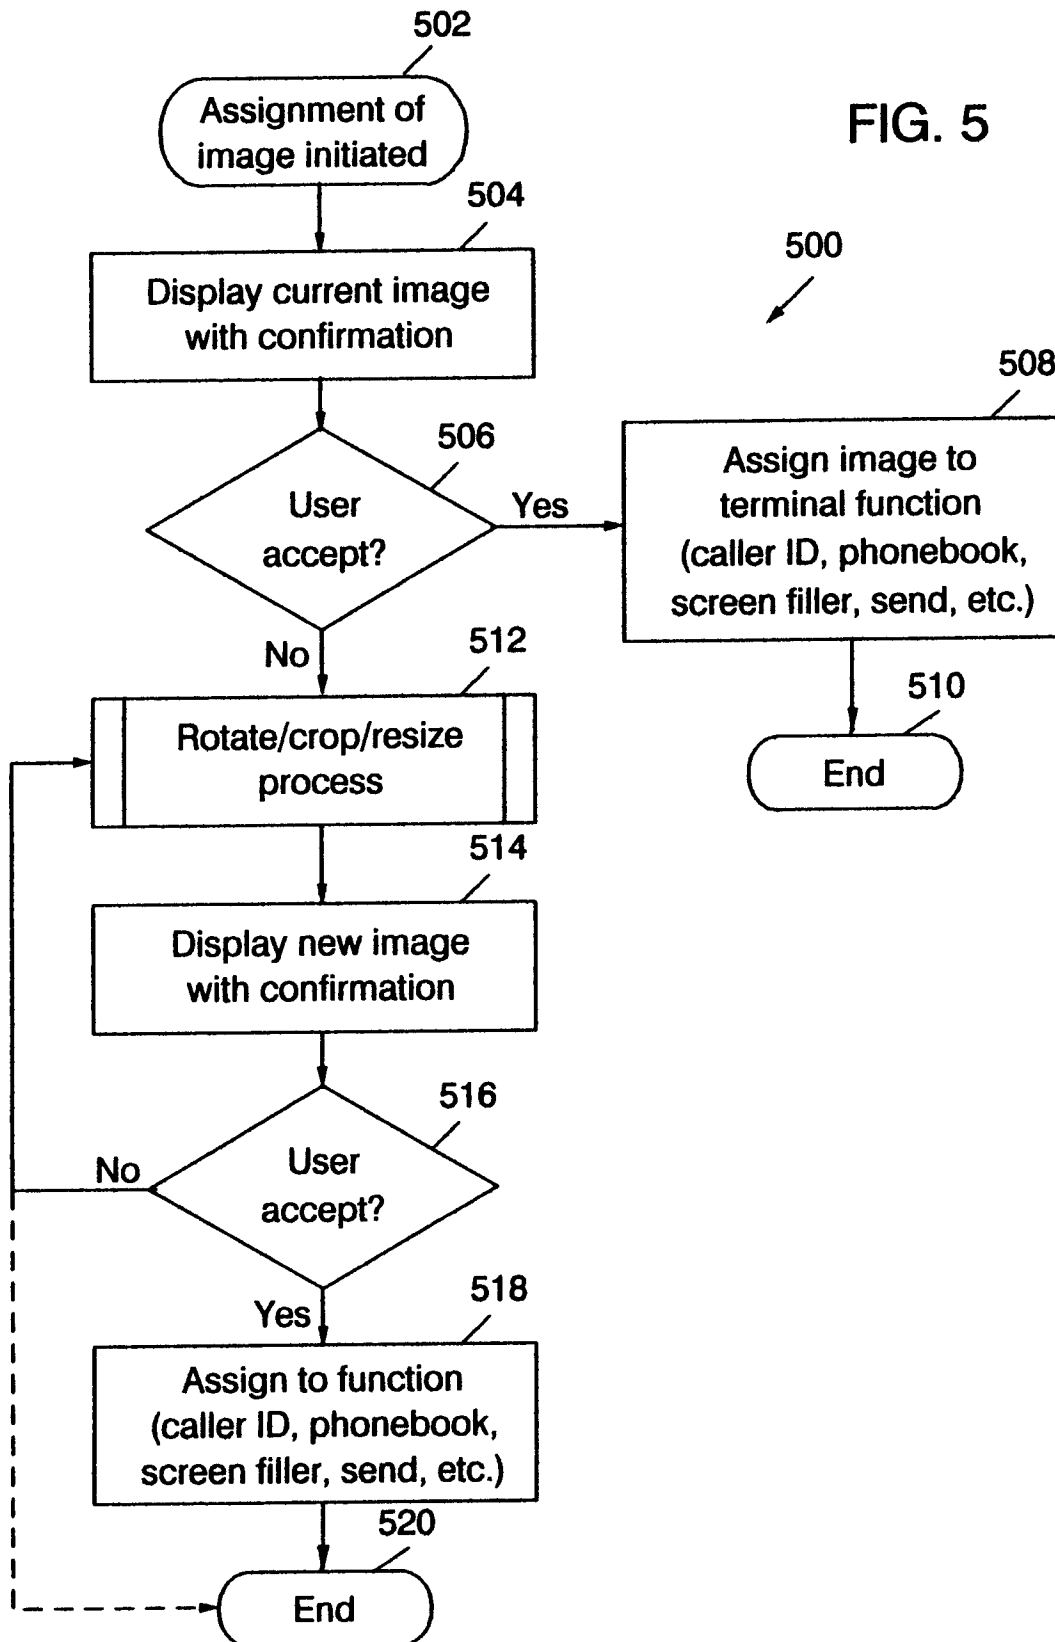 502
Assignment of
image initiated
FIG. 5
504
Display current image
with confirmation
500
506
User
accept?
Yes
508
Assign image to
terminal function
(caller ID, phonebook,
screen filler, send, etc.)
510
End
No
512
Rotate/crop/resize
process
514
Display new image
with confirmation
516
User
accept?
No
Yes
518
Assign to function
(caller ID, phonebook,
screen filler, send, etc.)
520
End